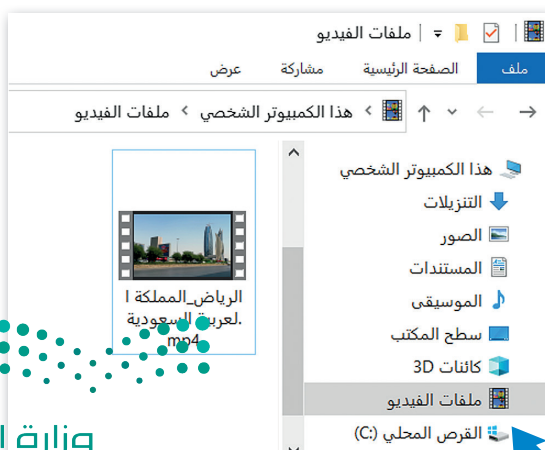 ملفات الفيديو
ملف الصفحة الرئيسية مشاركة عرض
هذا الكمبيوتر الشخصي › ملفات الفيديو
هذا الكمبيوتر الشخصي
التنزيلات
الصور
المستندات
الموسيقى
سطح المكتب
كائنات 3D
ملفات الفيديو
القرص المحلي (C:)
الرياض_المملكة ا
لعربية السعودية.
mp4
وزارة